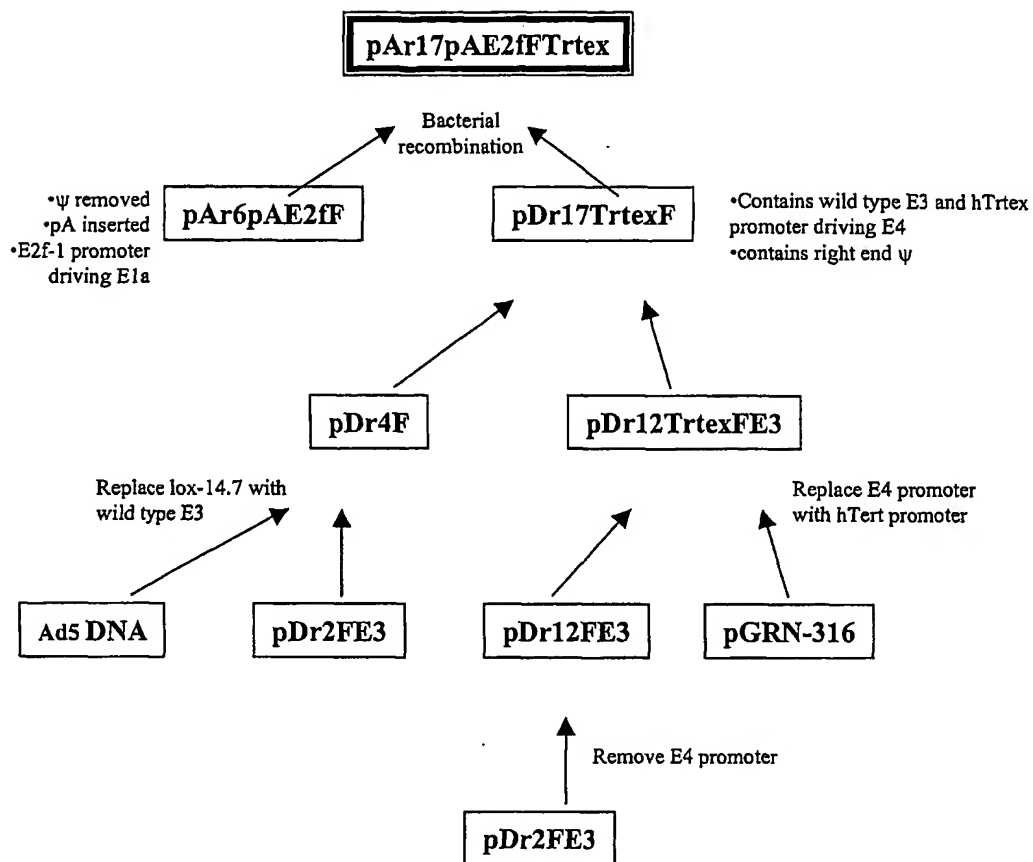 pAr17pAE2fFTrtex
Bacterial
recombination
•ψ removed
•pA inserted
•E2f-1 promoter
driving E1a
pAr6pAE2fF
pDr17TrtexF
•Contains wild type E3 and hTrtex
promoter driving E4
•contains right end ψ
pDr4F
pDr12TrtexFE3
Replace lox-14.7 with
wild type E3
Replace E4 promoter
with hTert promoter
Ad5 DNA
pDr2FE3
pDr12FE3
pGRN-316
Remove E4 promoter
pDr2FE3